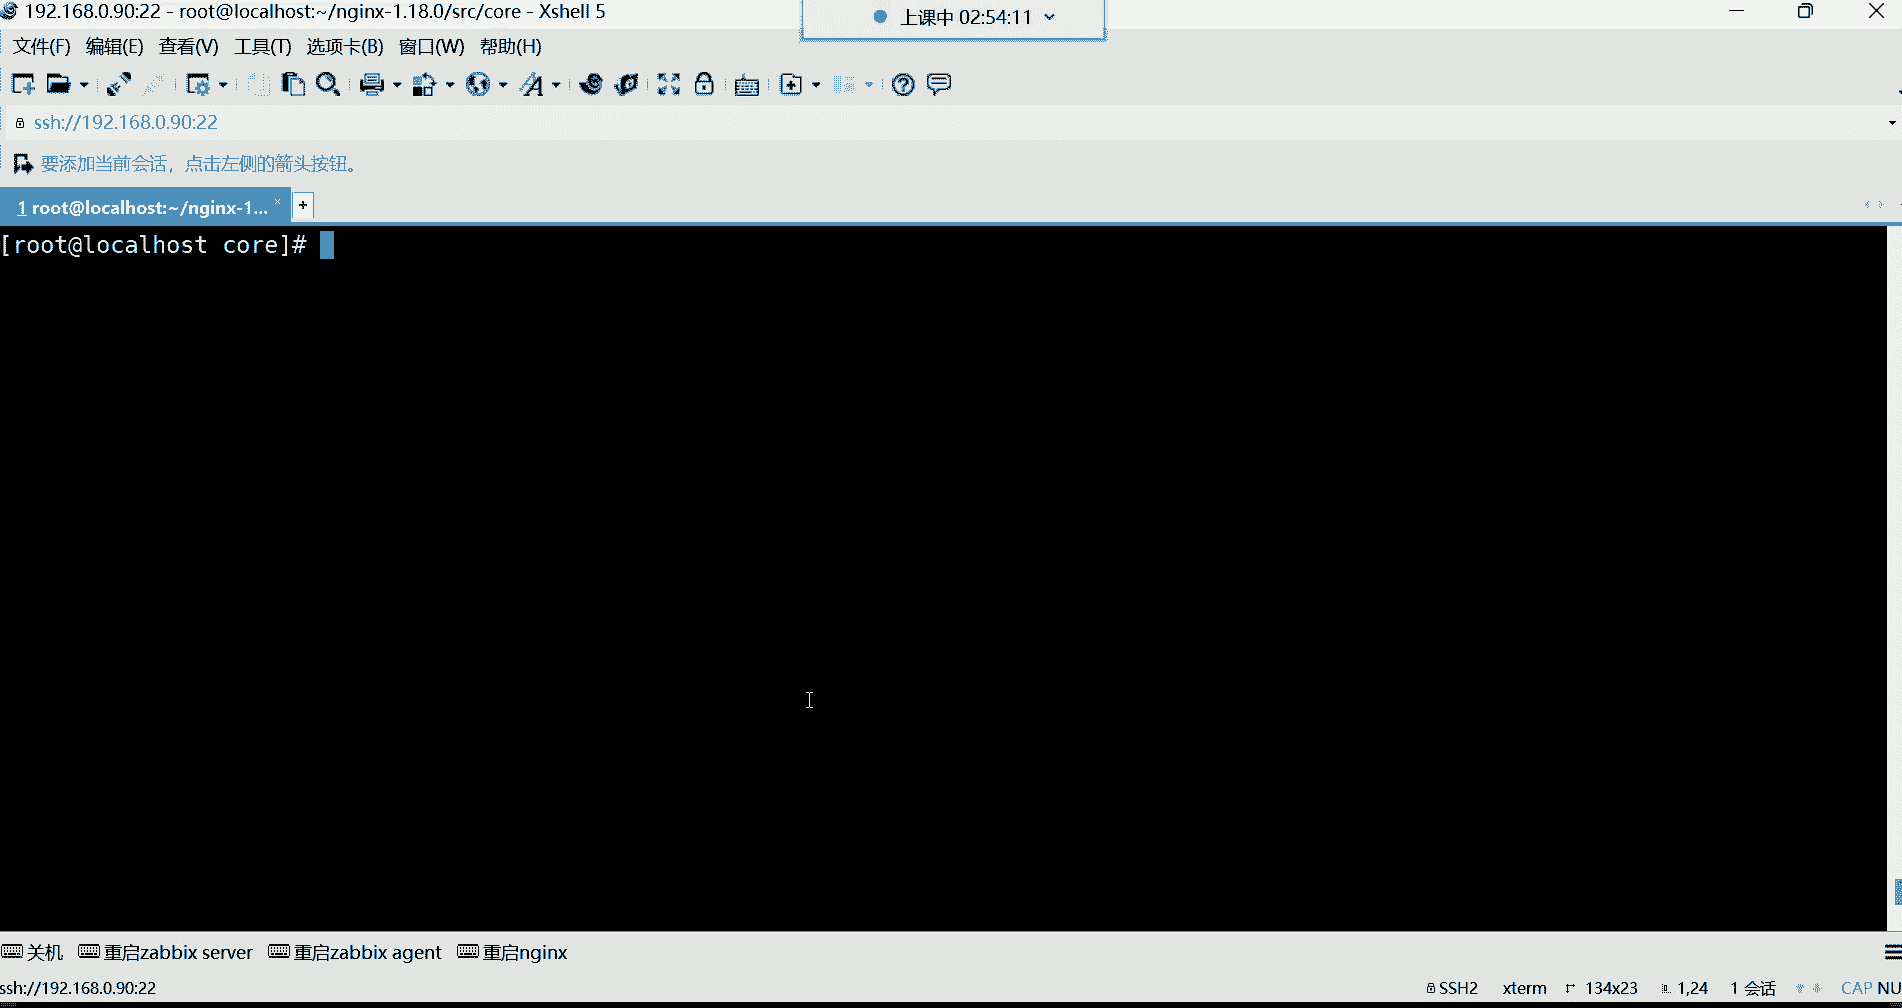 192.168.0.90:22 - root@localhost:~/nginx-1.18.0/src/core - Xshell 5
上课中 02:54:11
文件(F) 编辑(E) 查看(V) 工具(T) 选项卡(B) 窗口(W) 帮助(H)
ssh://192.168.0.90:22
要添加当前会话，点击左侧的箭头按钮。
1 root@localhost:~/nginx-1... × +
[root@localhost core]#
关机 重启zabbix server 重启zabbix agent 重启nginx
ssh://192.168.0.90:22 SSH2 xterm 134x23 1,24 1 会话 CAP NU